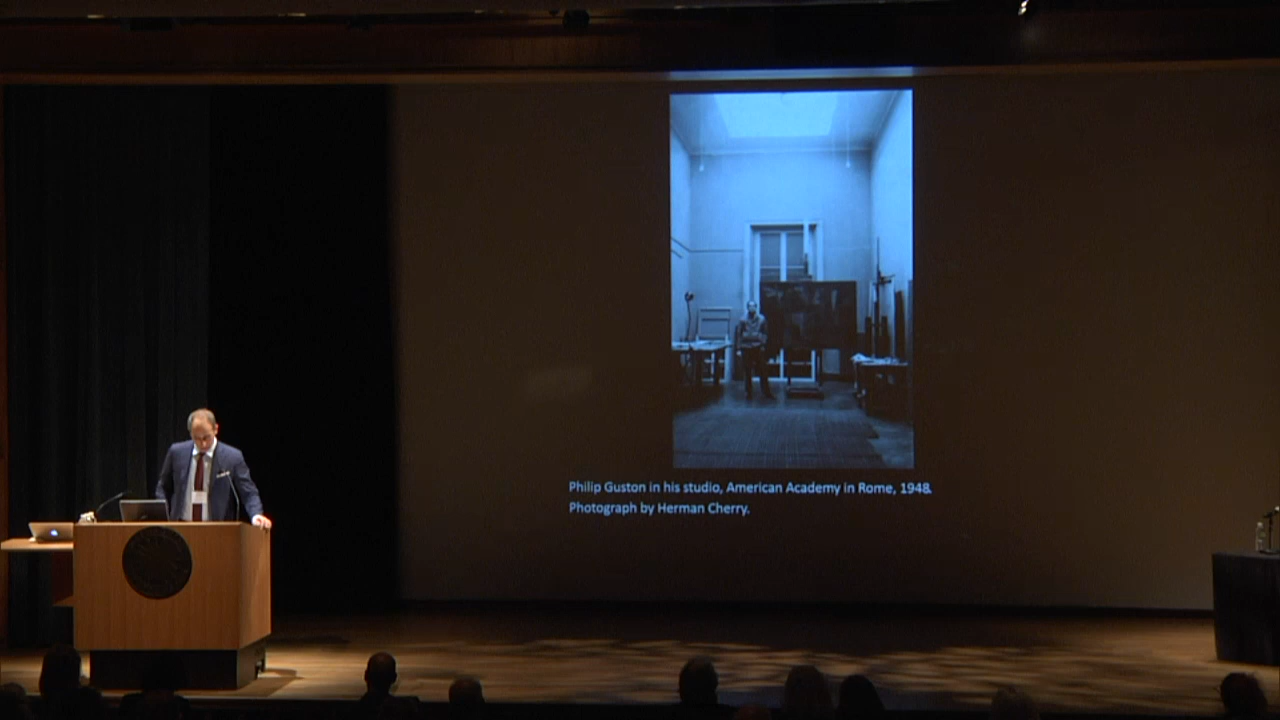 Philip Guston in his studio, American Academy in Rome, 1948.
Photograph by Herman Cherry.